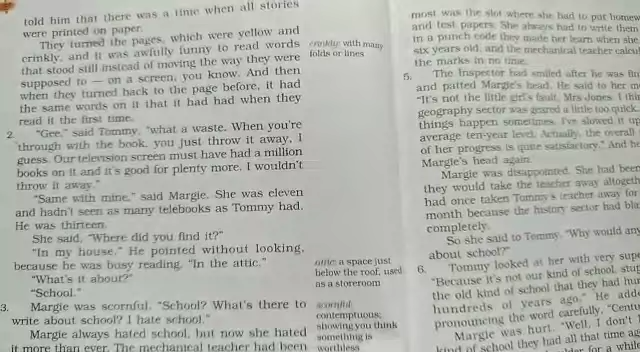 told him that there was a time when all stories
were printed on paper.
They turned the pages, which were yellow and
crinkly, and it was awfully funny to read words
that stood still instead of moving the way they were
supposed to — on a screen, you know. And then
when they turned back to the page before, it had
the same words on it that it had had when they
read it the first time.
2. "Gee," said Tommy, "what a waste. When you're
through with the book, you just throw it away, I
guess. Our television screen must have had a million
books on it and it's good for plenty more. I wouldn't
throw it away."
"Same with mine," said Margie. She was eleven
and hadn't seen as many telebooks as Tommy had.
He was thirteen.
She said, "Where did you find it?"
"In my house." He pointed without looking,
because he was busy reading. "In the attic."
"What's it about?"
"School."
3. Margie was scornful. "School? What's there to
write about school? I hate school."
Margie always hated school, but now she hated
it more than ever. The mechanical teacher had been
crinkly: with many
folds or lines
attic: a space just
below the roof, used
as a storeroom
scornful:
contemptuous;
showing you think
something is
worthless
most was the slot where she had to put homew
and test papers. She always had to write them
in a punch code they made her learn when she
six years old, and the mechanical teacher calcul
the marks in no time.
5. The Inspector had smiled after he was fin
and patted Margie's head. He said to her m
"It's not the little girl's fault, Mrs Jones. I thin
geography sector was geared a little too quick.
things happen sometimes. I've slowed it up
average ten-year level. Actually, the overall
of her progress is quite satisfactory." And he
Margie's head again.
Margie was disappointed. She had been
they would take the teacher away altogeth
had once taken Tommy's teacher away for
month because the history sector had bla
completely.
So she said to Tommy, "Why would any
about school?"
6. Tommy looked at her with very supe
"Because it's not our kind of school, stup
the old kind of school that they had hun
hundreds of years ago." He adde
pronouncing the word carefully, "Centu
Margie was hurt. "Well, I don't
kind of school they had all that time ag
for a while